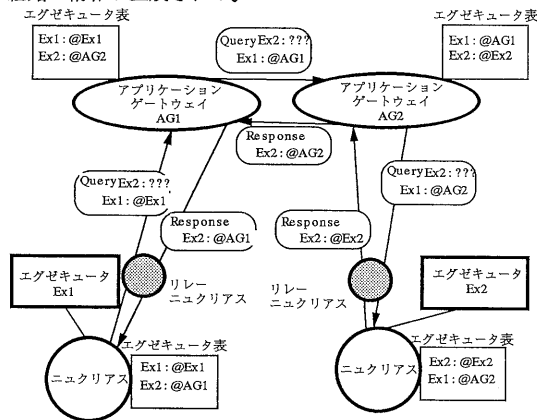 エグゼキュータ表
Ex1:@Ex1
Ex2:@AG2
エグゼキュータ表
Ex1:@AG1
Ex2:@Ex2
QueryEx2:???
Ex1:@AG1
アプリケーション
ゲートウェイ
AG1
アプリケーション
ゲートウェイ
AG2
Response
Ex2:@AG2
QueryEx2:???
Ex1:@Ex1
QueryEx2:???
Ex1:@AG2
Response
Ex2:@AG1
Response
Ex2:@Ex2
エグゼキュータ
Ex1
リレー
ニュクリアス
リレー
ニュクリアス
エグゼキュータ
Ex2
ニュクリアス
エグゼキュータ表
Ex1:@Ex1
Ex2:@AG1
ニュクリアス
エグゼキュータ表
Ex2:@Ex2
Ex1:@AG2